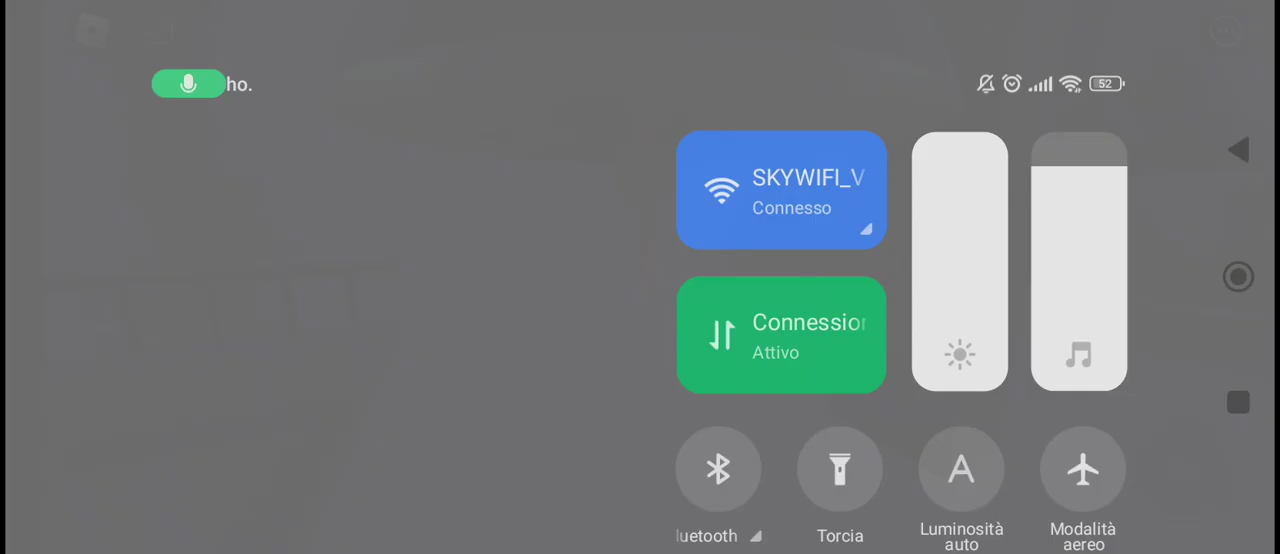 ho.
52
SKYWIFI_V
Connesso
Connession
Attivo
luetooth
Torcia
A
Luminosità
auto
Modalità
aereo